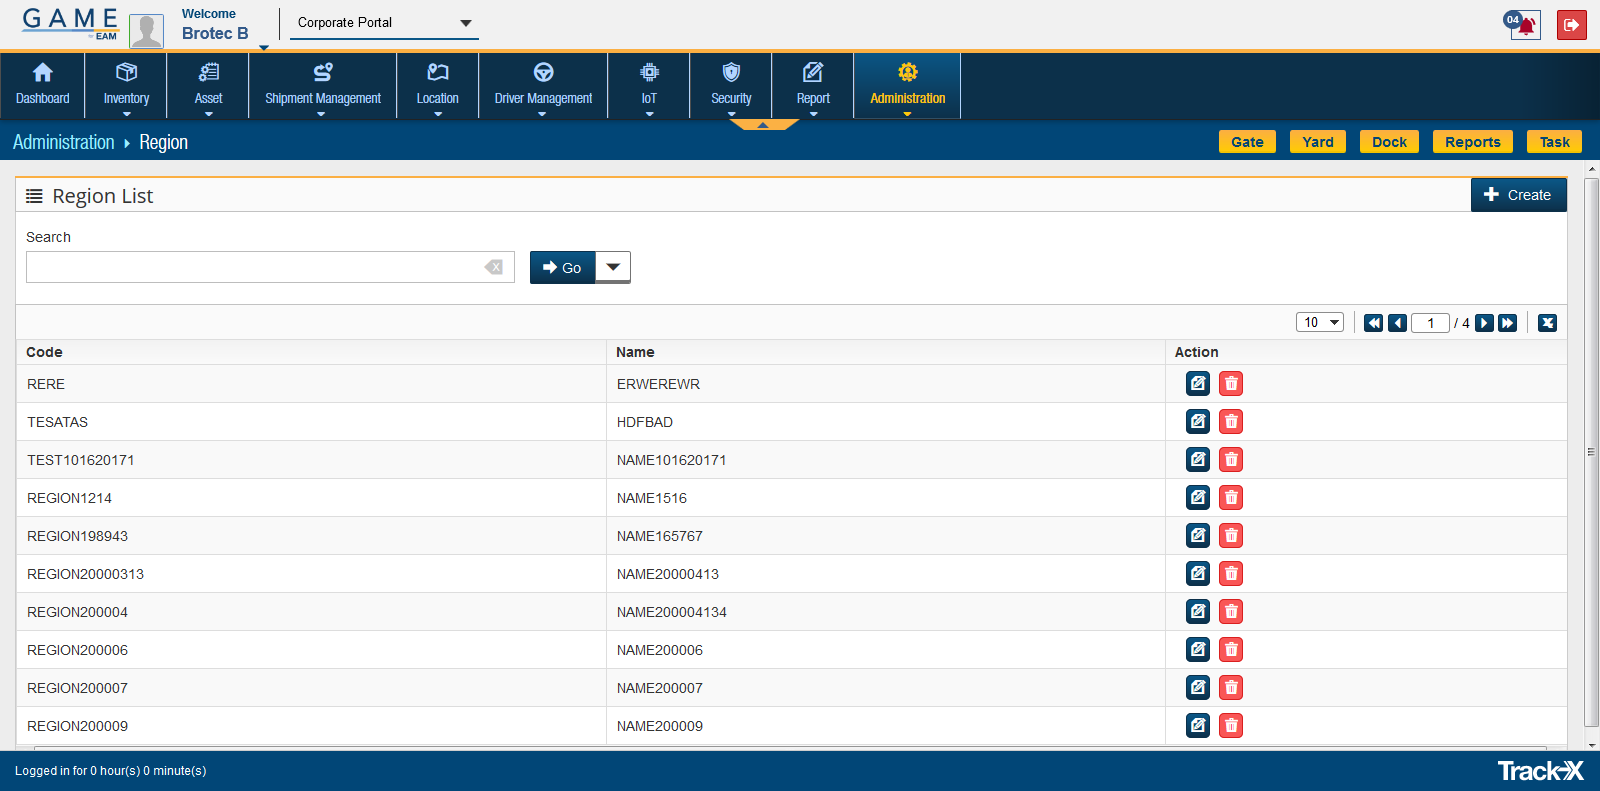 GAME
EAM
Welcome
Brotec B
Corporate Portal
04
Dashboard
Inventory
Asset
Shipment Management
Location
Driver Management
IoT
Security
Report
Administration
Administration Region
Gate
Yard
Dock
Reports
Task
Region List
Create
Search
Go
10
1 / 4
Code Name Action
RERE ERWEREWR
TESATAS HDFBAD
TEST101620171 NAME101620171
REGION1214 NAME1516
REGION198943 NAME165767
REGION20000313 NAME20000413
REGION200004 NAME200004134
REGION200006 NAME200006
REGION200007 NAME200007
REGION200009 NAME200009
Logged in for 0 hour(s) 0 minute(s)
Track-X